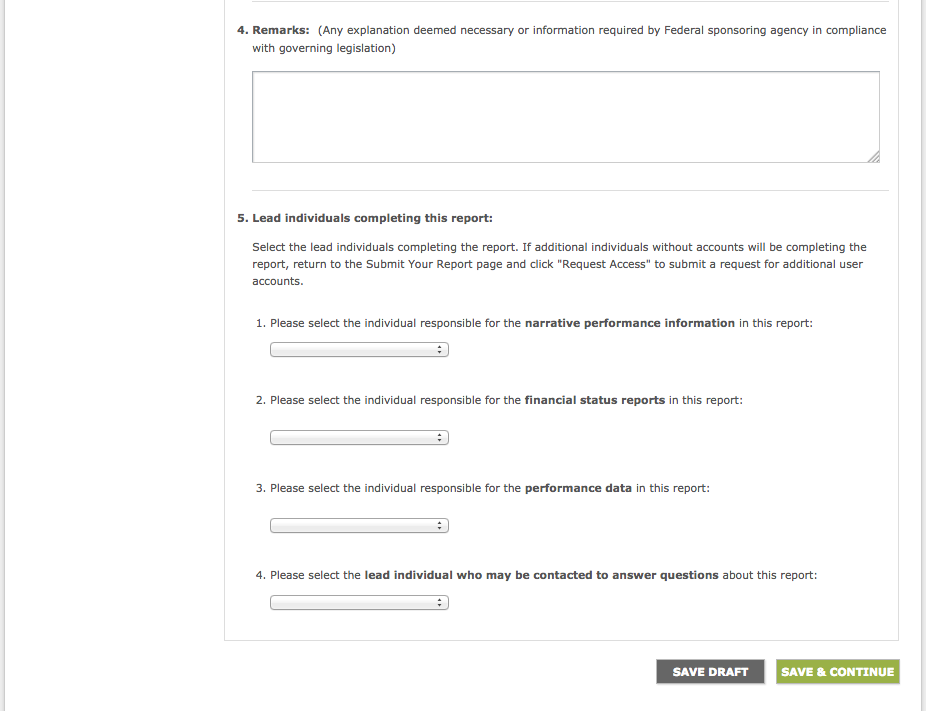 4. Remarks: (Any explanation deemed necessary or information required by Federal sponsoring agency in compliance
with governing legislation)
5. Lead individuals completing this report:
Select the lead individuals completing the report. If additional individuals without accounts will be completing the
report, return to the Submit Your Report page and click "Request Access" to submit a request for additional user
accounts.
1. Please select the individual responsible for the narrative performance information in this report:
2. Please select the individual responsible for the financial status reports in this report:
3. Please select the individual responsible for the performance data in this report:
4. Please select the lead individual who may be contacted to answer questions about this report:
SAVE DRAFT SAVE & CONTINUE